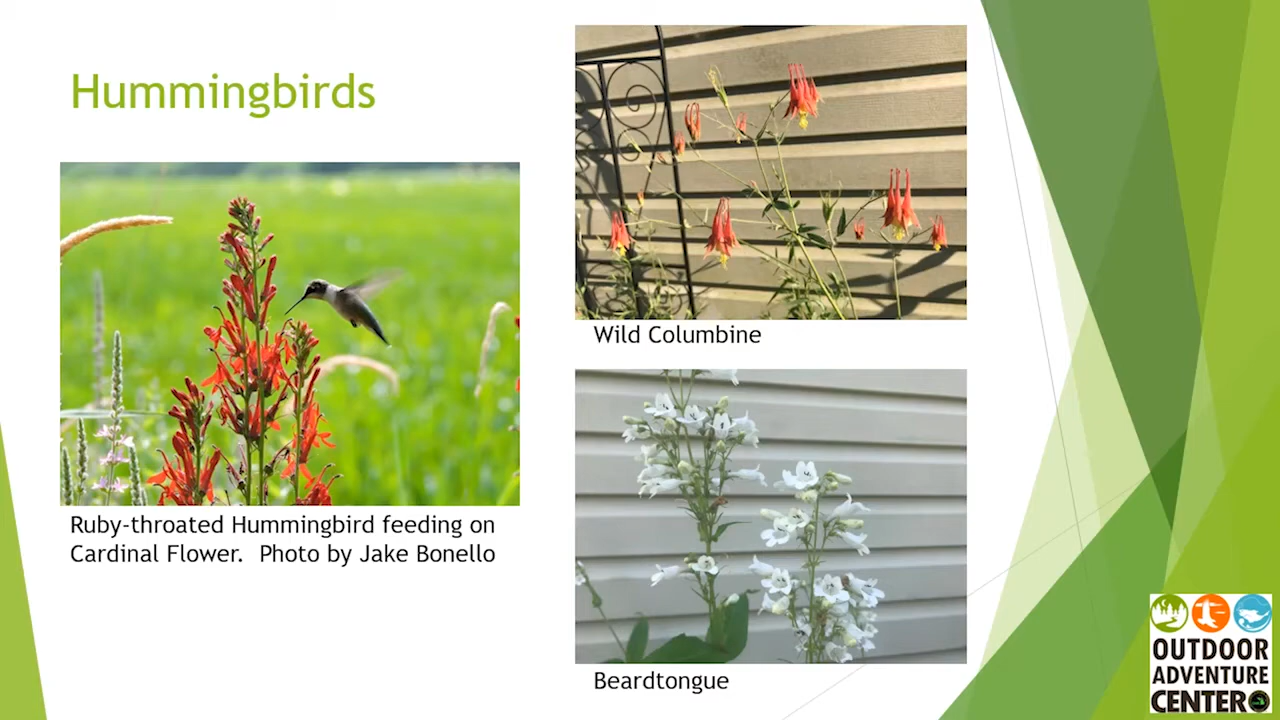 Hummingbirds
Ruby-throated Hummingbird feeding on
Cardinal Flower.  Photo by Jake Bonello
Wild Columbine
Beardtongue
OUTDOOR
ADVENTURE
CENTER